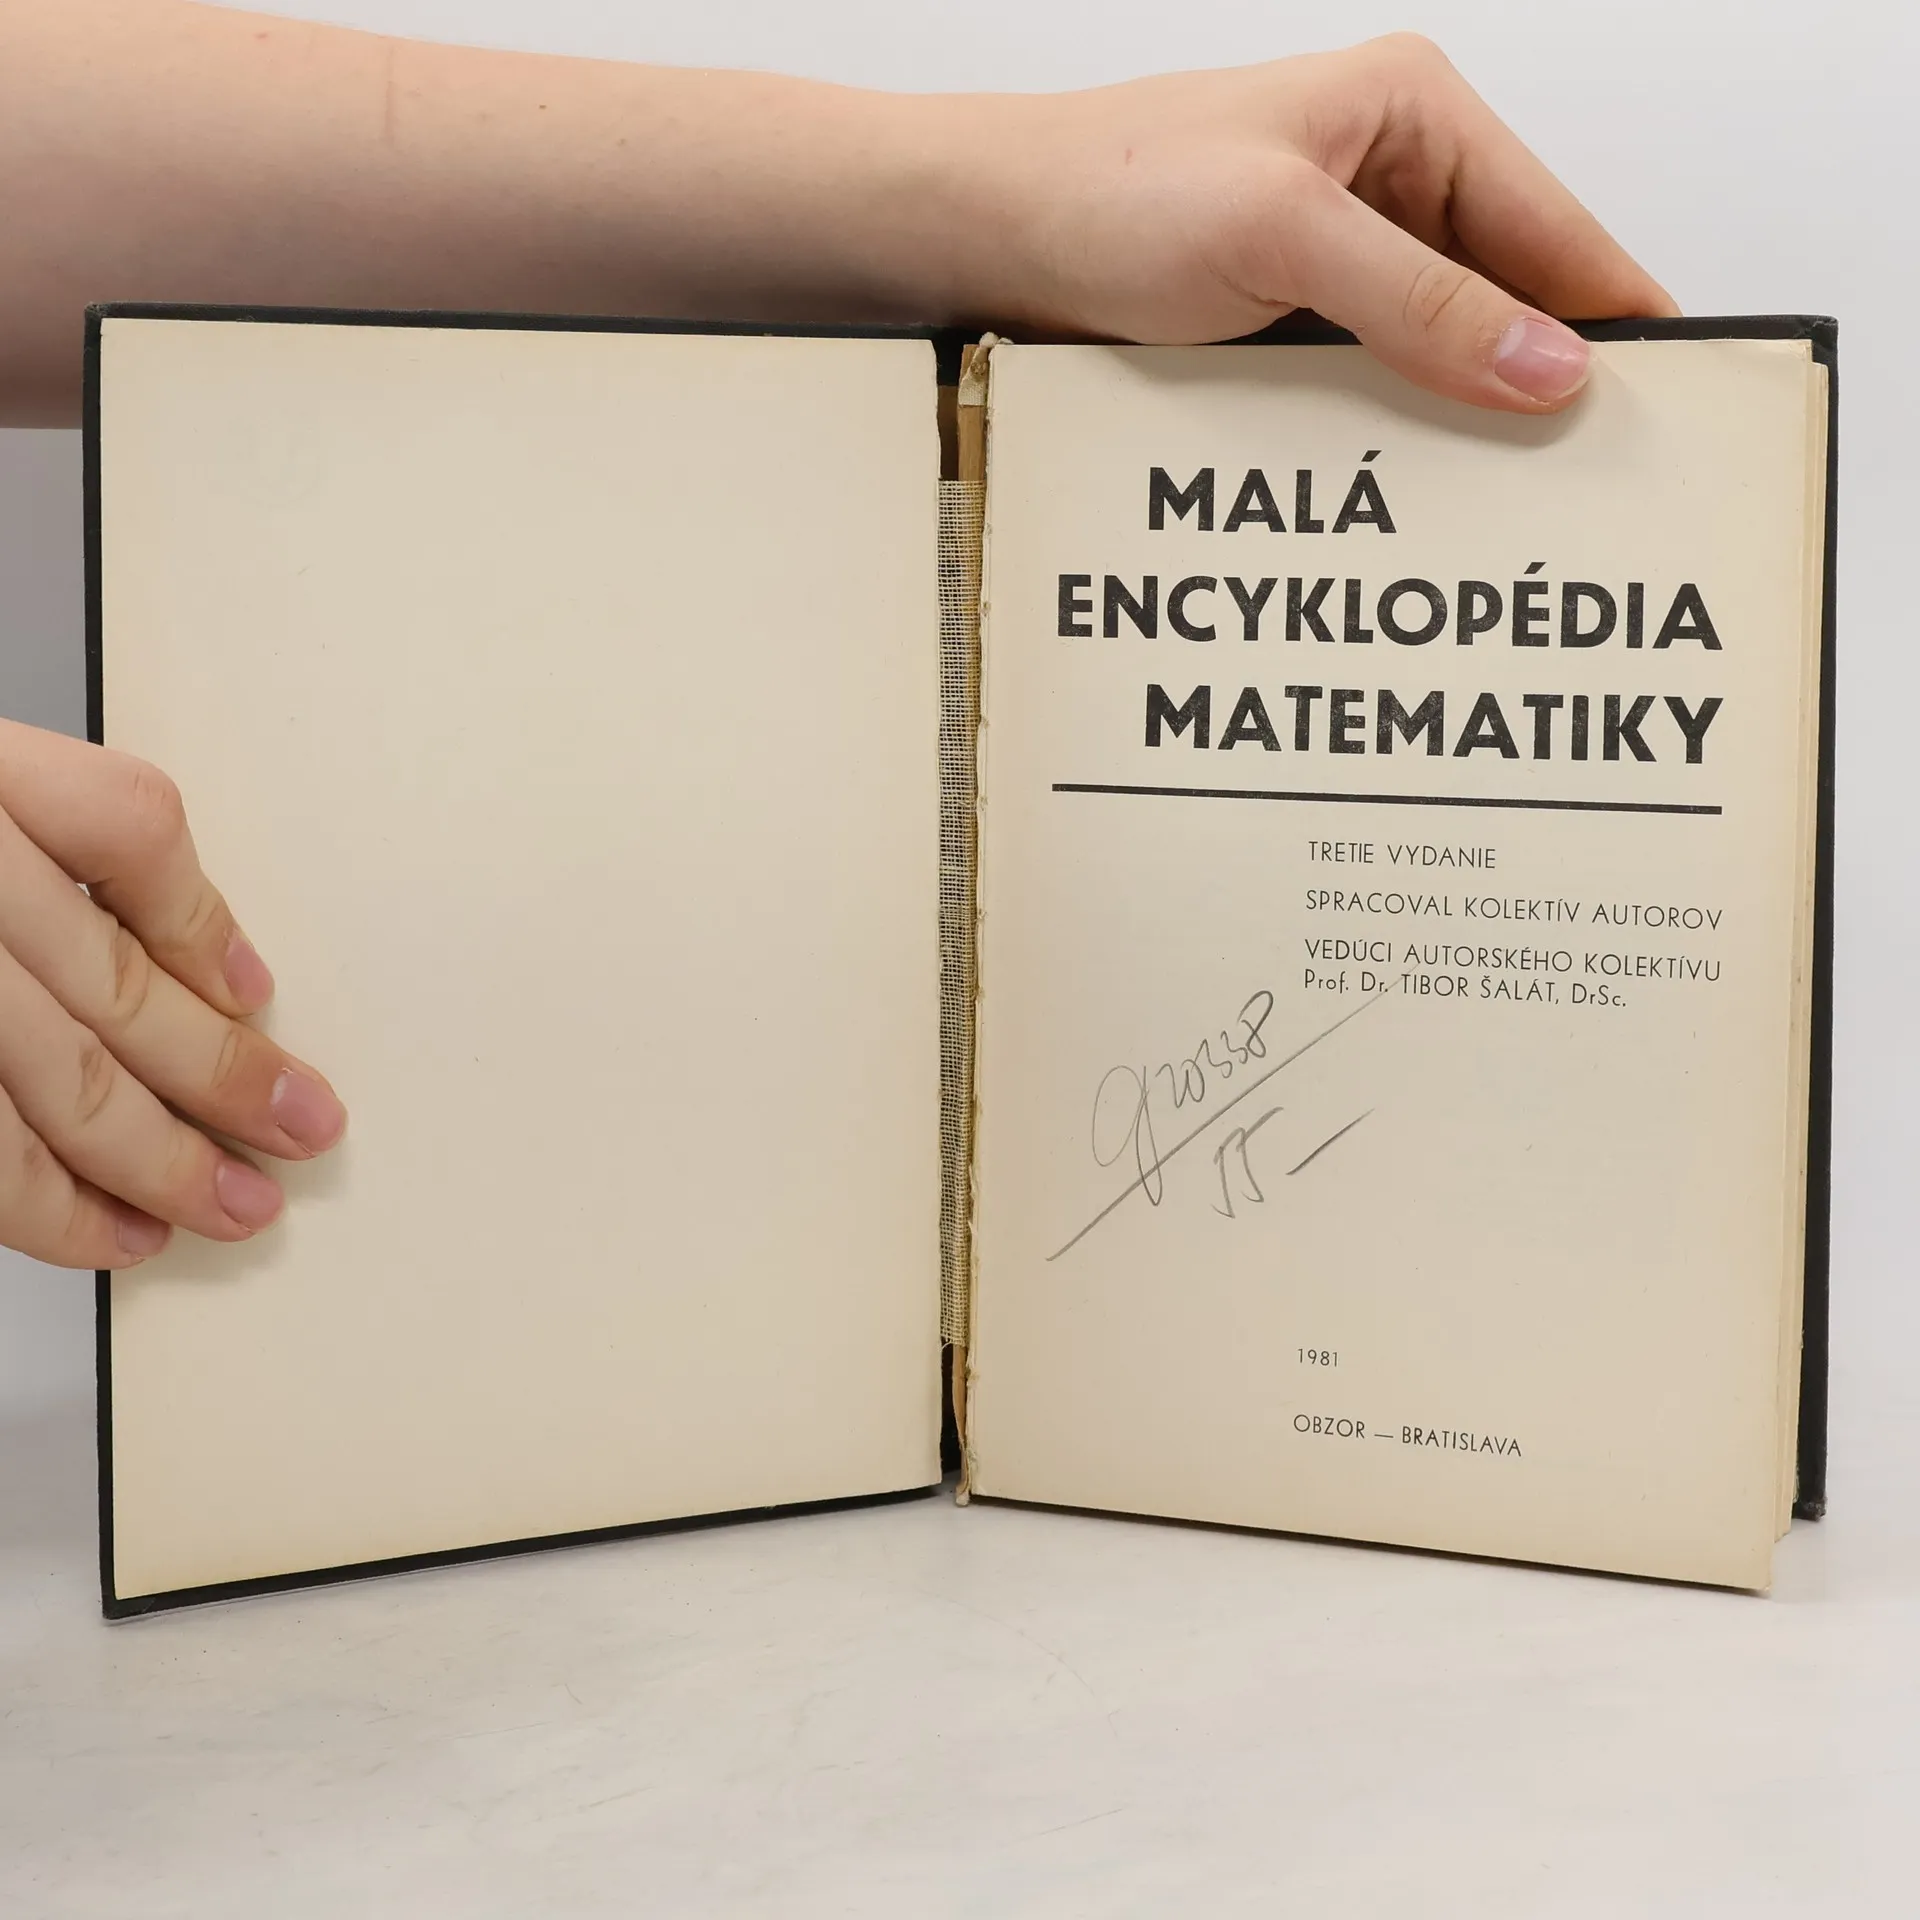 MALÁ
ENCYKLOPÉDIA
MATEMATIKY
TRETIE VYDANIE
SPRACOVAL KOLEKTÍV AUTOROV
VEDÚCI AUTORSKÉHO KOLEKTÍVU
Prof. Dr. TIBOR ŠALÁT, DrSc.
1981
OBZOR — BRATISLAVA